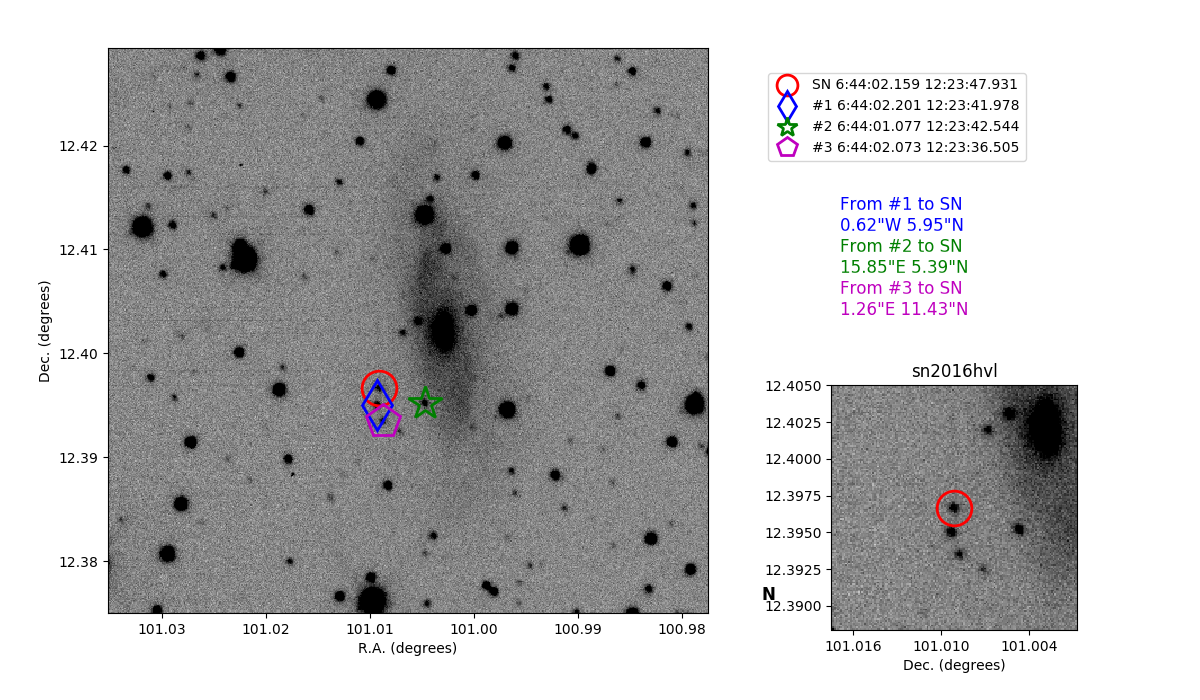 12.42
12.41
12.40
12.39
12.38
Dec. (degrees)
101.03 101.02 101.01 101.00 100.99 100.98
R.A. (degrees)
SN 6:44:02.159 12:23:47.931
#1 6:44:02.201 12:23:41.978
#2 6:44:01.077 12:23:42.544
#3 6:44:02.073 12:23:36.505
From #1 to SN
0.62"W 5.95"N
From #2 to SN
15.85"E 5.39"N
From #3 to SN
1.26"E 11.43"N
sn2016hvl
12.4050
12.4025
12.4000
12.3975
12.3950
12.3925
12.3900
N
101.016 101.010 101.004
Dec. (degrees)